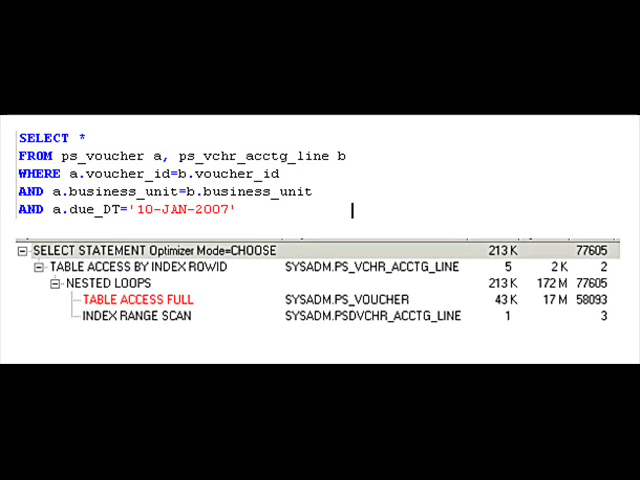 SELECT *
FROM ps_voucher a, ps_vchr_acctg_line b
WHERE a.voucher_id=b.voucher_id
AND a.business_unit=b.business_unit
AND a.due_DT='10-JAN-2007'
SELECT STATEMENT Optimizer Mode=CHOOSE 213 K 77605
TABLE ACCESS BY INDEX ROWID SYSADM.PS_VCHR_ACCTG_LINE 5 2 K 2
NESTED LOOPS 213 K 172 M 77605
TABLE ACCESS FULL SYSADM.PS_VOUCHER 43 K 17 M 58093
INDEX RANGE SCAN SYSADM.PSDVCHR_ACCTG_LINE 1 3